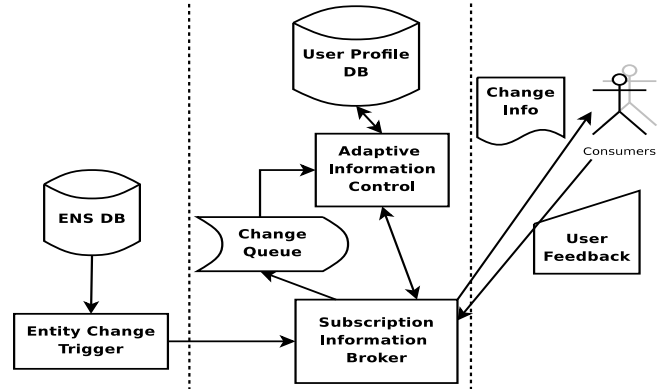 User Profile
DB
Change
Info
Consumers
Adaptive
Information
Control
ENS DB
Change
Queue
User
Feedback
Entity Change
Trigger
Subscription
Information
Broker